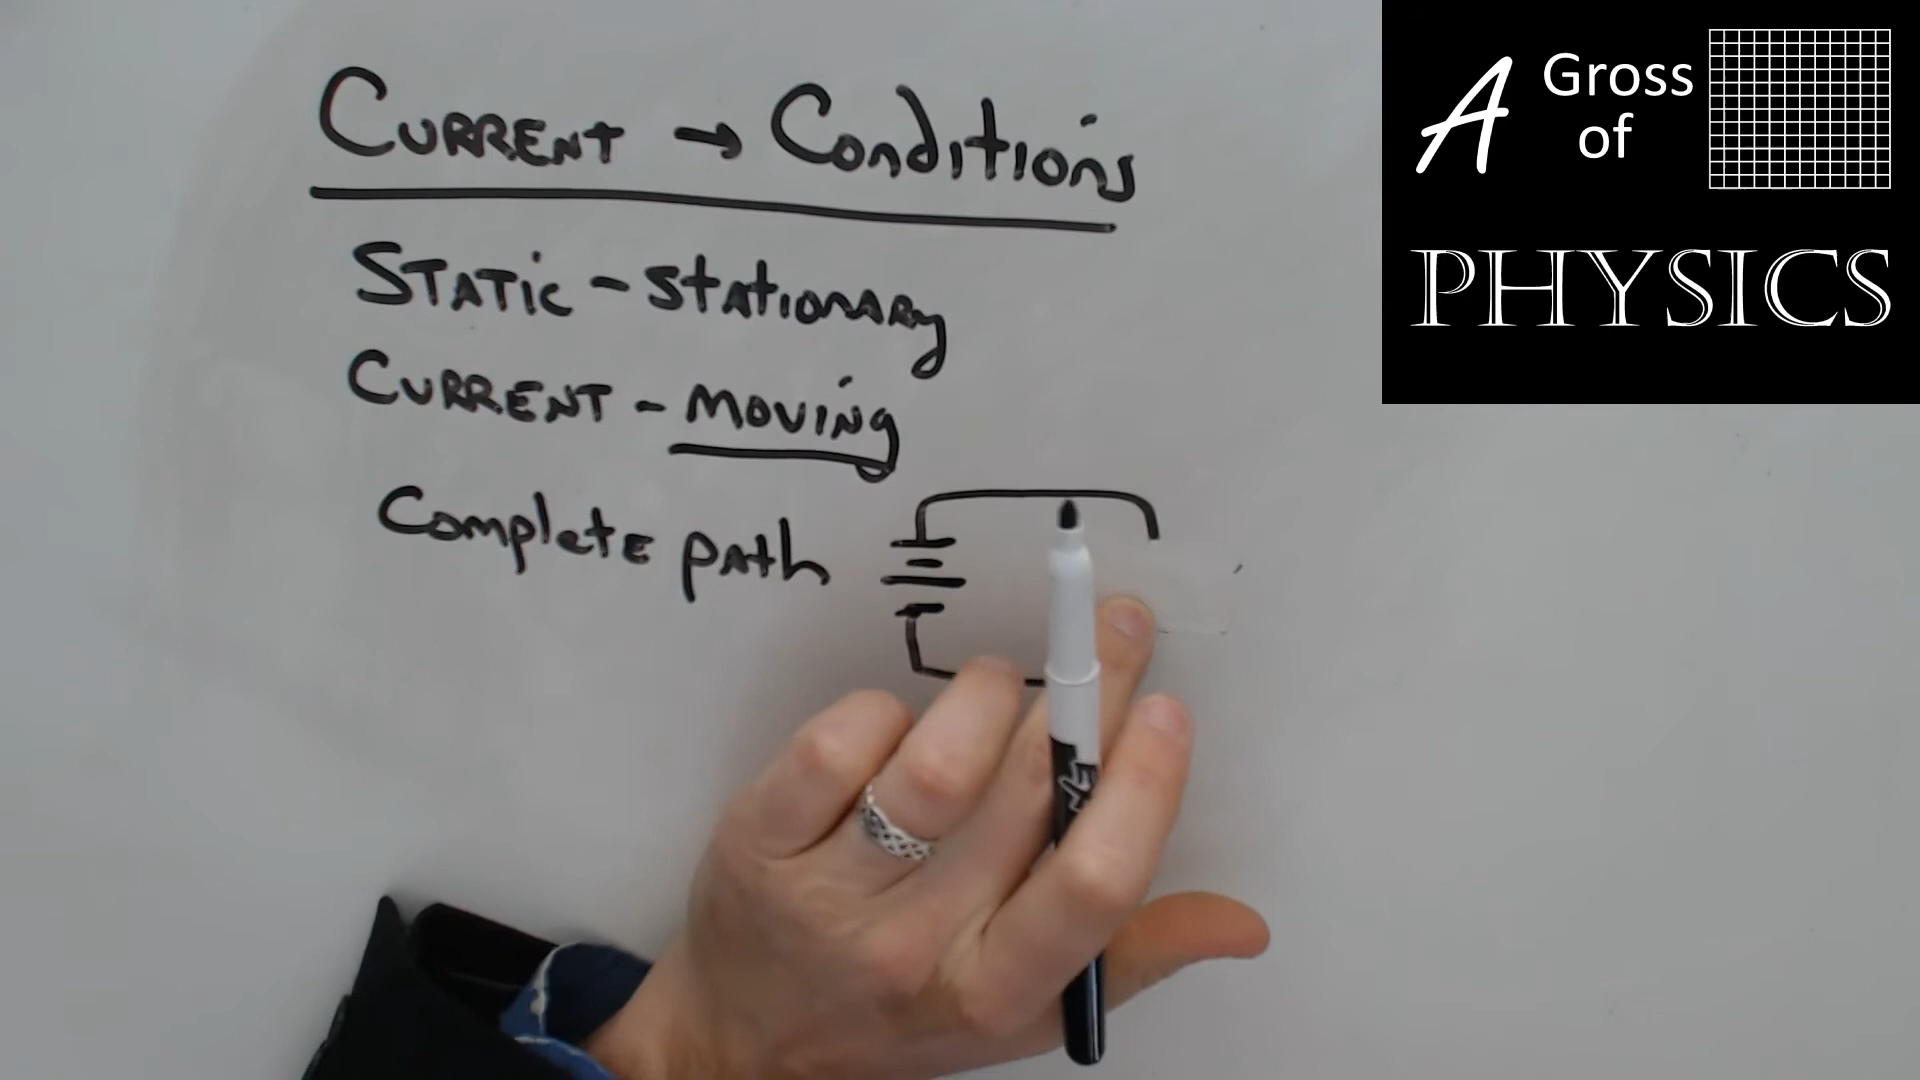 CURRENT → Conditions
STATiC - StAtionARy
CURRENT - MOViNg
CompletE pAth
A Gross
of
PHYSICS